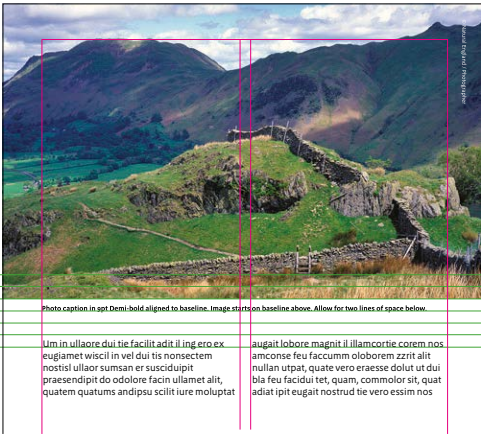 Natural England / Photographer
Photo caption in 9pt Demi-bold aligned to baseline. Image starts on baseline above. Allow for two lines of space below.
Um in ullaore dui tie facilit adit il ing ero ex
eugiamet wiscil in vel dui tis nonsectem
nostisl ullaor sumsan er susciduipit
praesendipit do odolore facin ullamet alit,
quatem quatums andipsu scilit iure moluptat
augait lobore magnit il illamcortie corem nos
amconse feu faccumm oloborem zzrit alit
nullan utpat, quate vero eraesse dolut ut dui
bla feu facidui tet, quam, commolor sit, quat
adiat ipit eugait nostrud tie vero essim nos